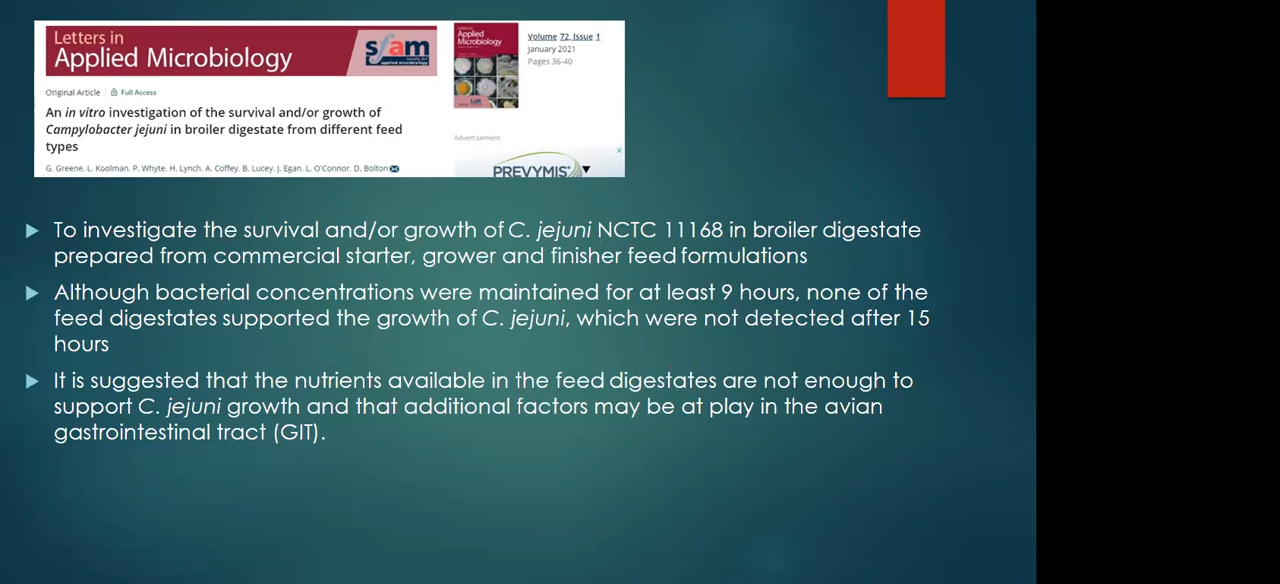 Letters in
Applied Microbiology
sfam
society for
applied microbiology
Volume 72, Issue 1
January 2021
Pages 36-40
Original Article | Full Access
An in vitro investigation of the survival and/or growth of
Campylobacter jejuni in broiler digestate from different feed
types
G. Greene, L. Koolman, P. Whyte, H. Lynch, A. Coffey, B. Lucey, J. Egan, L. O'Connor, D. Bolton
Advertisement
PREVYMIS
To investigate the survival and/or growth of C. jejuni NCTC 11168 in broiler digestate
prepared from commercial starter, grower and finisher feed formulations
Although bacterial concentrations were maintained for at least 9 hours, none of the
feed digestates supported the growth of C. jejuni, which were not detected after 15
hours
It is suggested that the nutrients available in the feed digestates are not enough to
support C. jejuni growth and that additional factors may be at play in the avian
gastrointestinal tract (GIT).